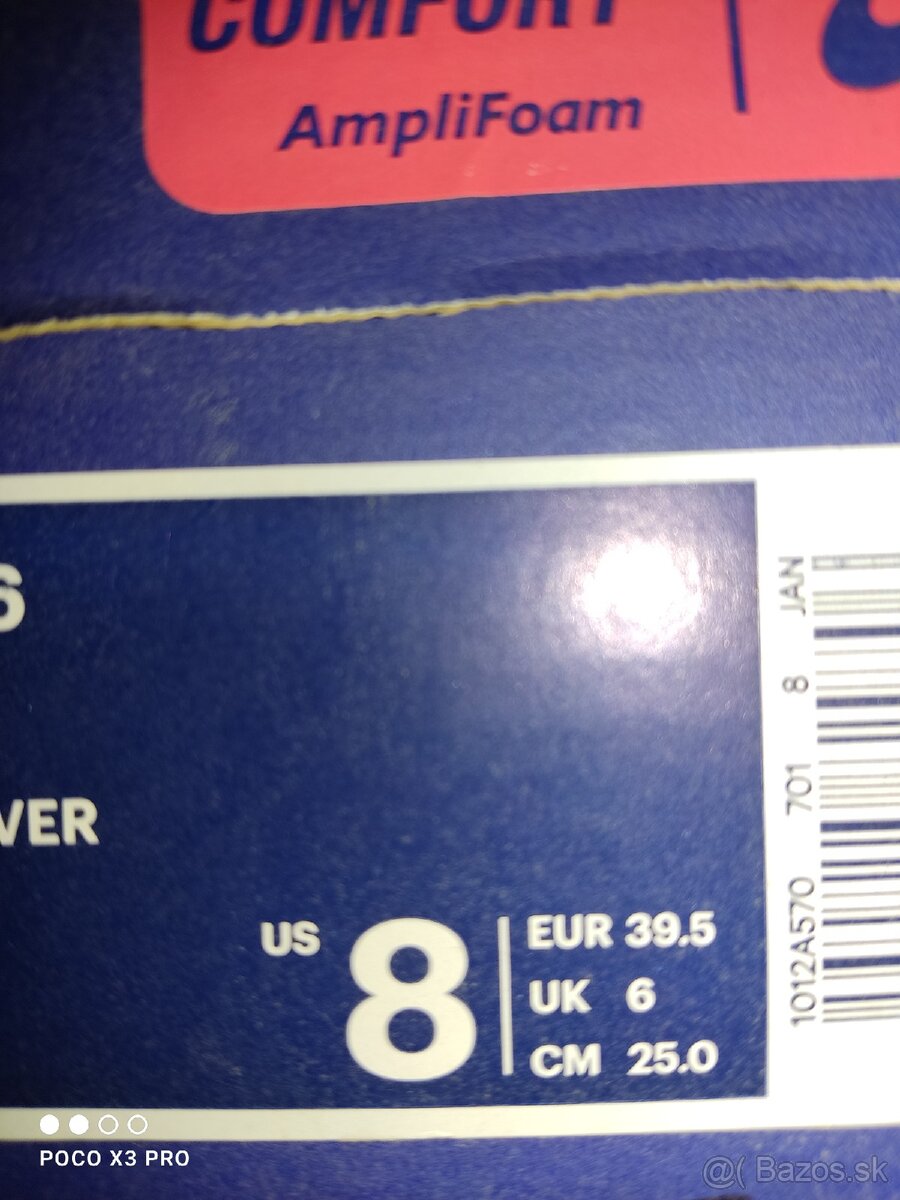 COMFORT
AmpliFoam
S
VER
US 8
EUR 39.5
UK 6
CM 25.0
1012A570 701 8 JAN
POCO X3 PRO
@( Bazos.sk